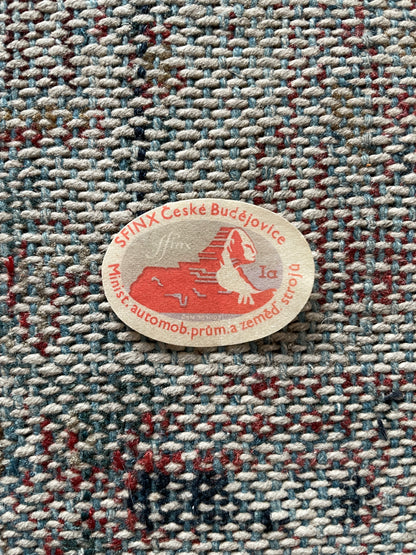 SFINX České Budějovice
sfinx
Ia
Minist. automob. prům. a zeměď. strojů